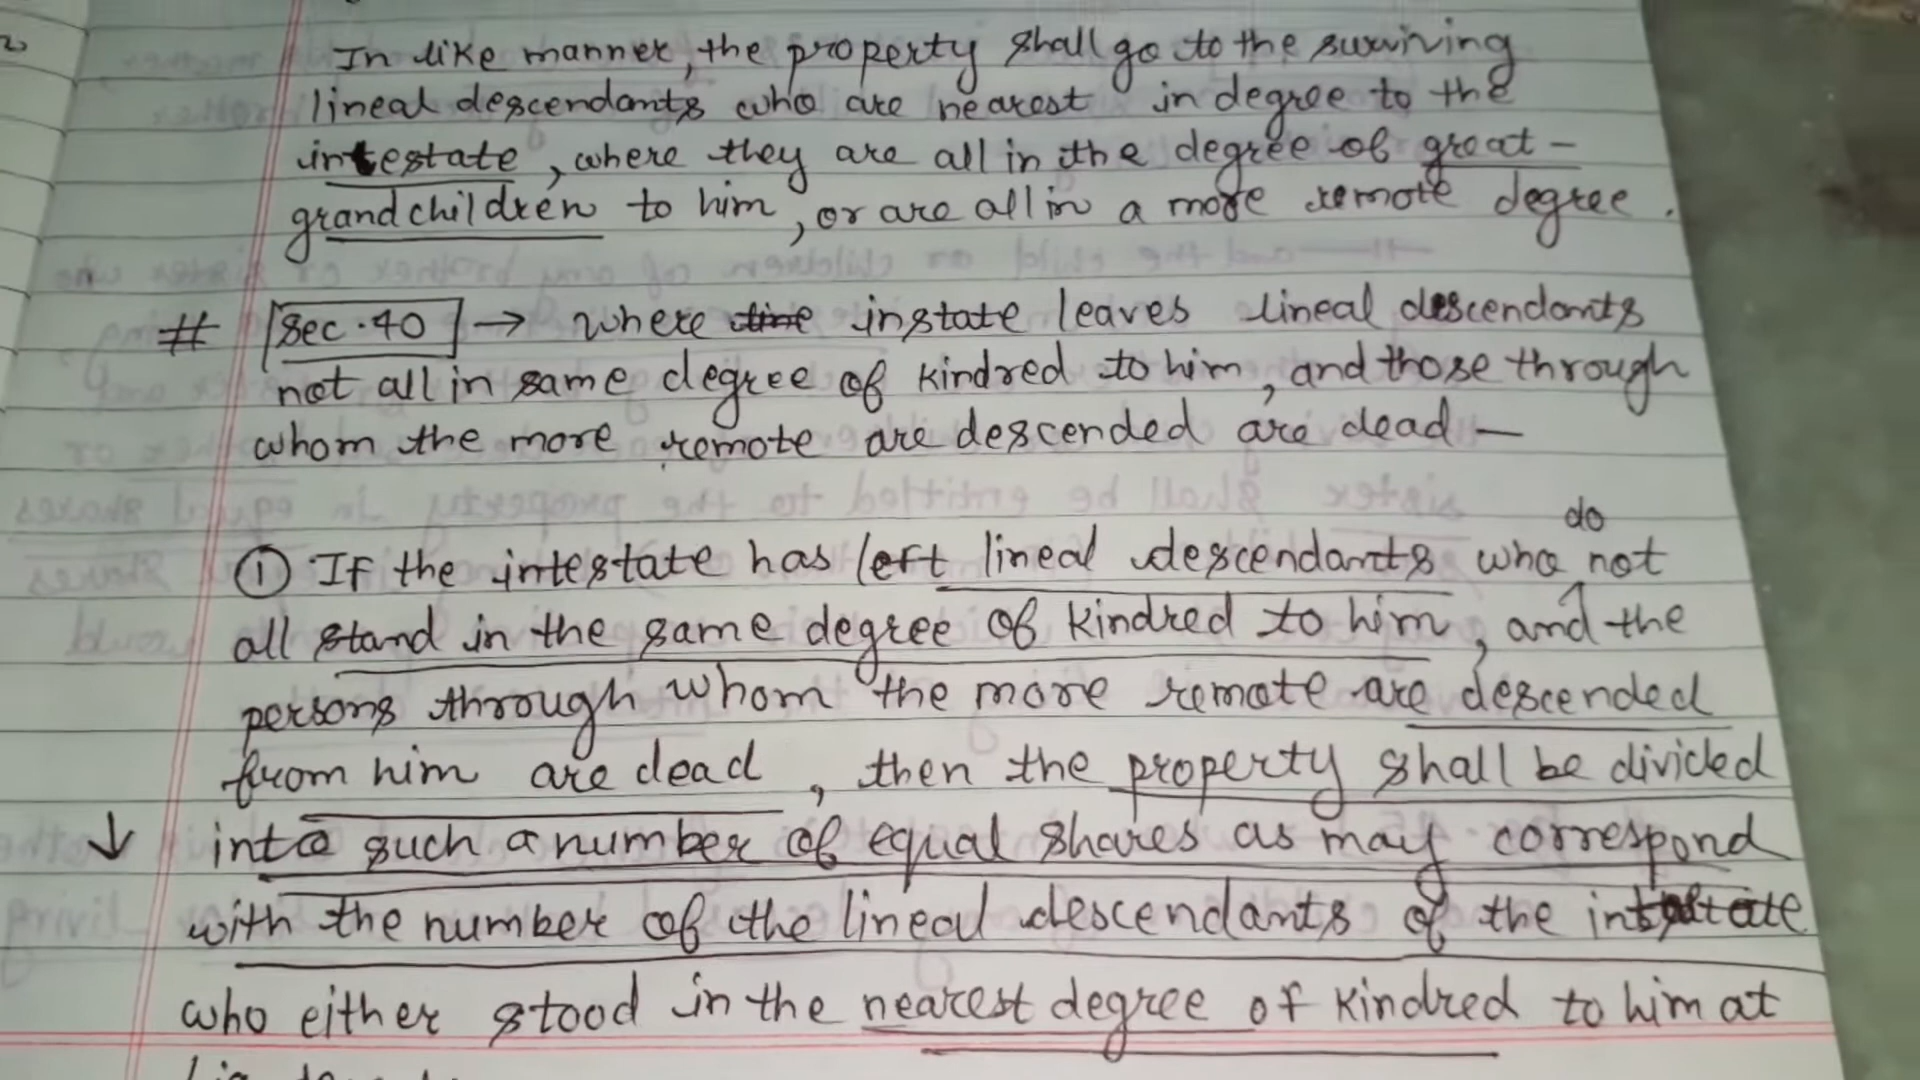 In like manner, the property shall go to the surviving
lineal descendants who are nearest in degree to the
intestate, where they are all in the degree of great-
grandchildren to him, or are all in a more remote degree.
# Sec. 40 → where instate leaves lineal descendants
not all in same degree of kindred to him, and those through
whom the more remote are descended are dead —
do
① If the intestate has left lineal descendants who not
all stand in the same degree of kindred to him, and the
persons through whom the more remote are descended
from him are dead, then the property shall be divided
↓ into such a number of equal shares as may correspond
with the number of the lineal descendants of the intestate
who either stood in the nearest degree of kindred to him at